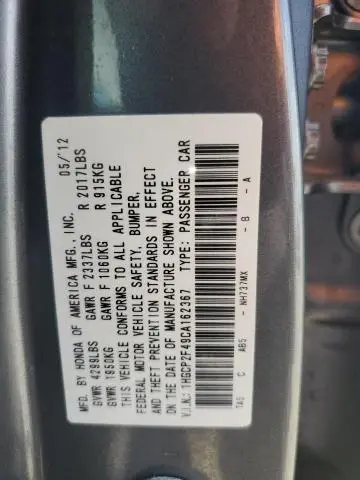 MFD. BY HONDA OF AMERICA MFG., INC. 05/'12
GVWR 4299LBS GAWR F 2337LBS R 2017LBS
GVWR 1950KG GAWR F 1060KG R 915KG
THIS VEHICLE CONFORMS TO ALL APPLICABLE
FEDERAL MOTOR VEHICLE SAFETY, BUMPER, AND
THEFT PREVENTION STANDARDS IN EFFECT
ON THE DATE OF MANUFACTURE SHOWN ABOVE.
V.I.N.: 1HGCP2F49CA162367 TYPE: PASSENGER CAR
TA5 C AB5 - NH737MX - B - A